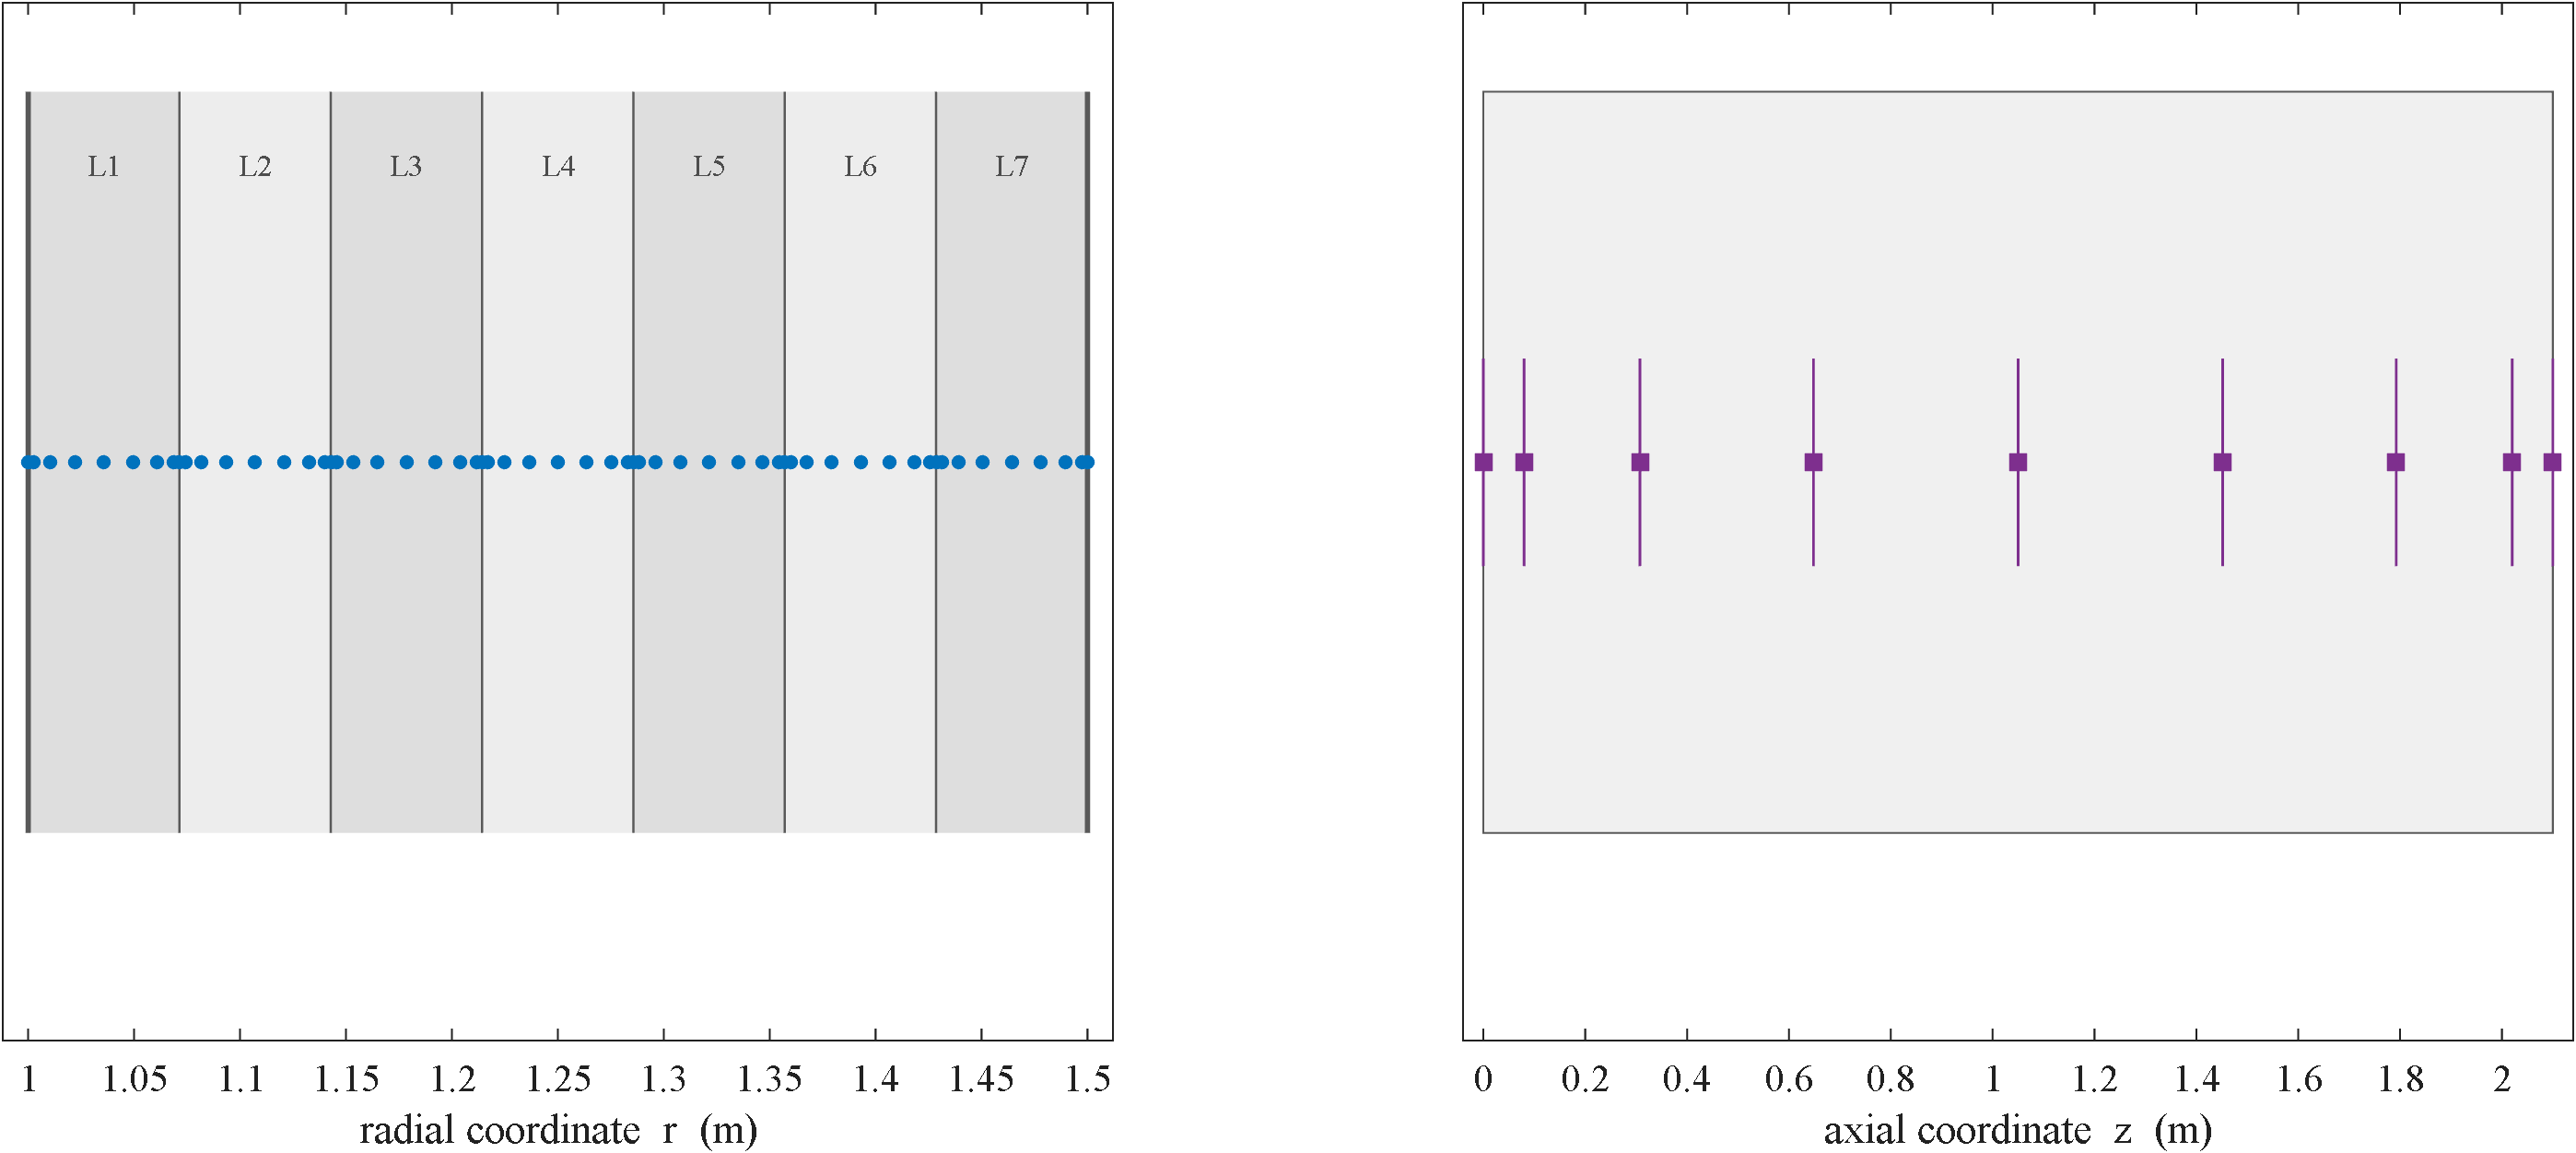 L1 L2 L3 L4 L5 L6 L7
1 1.05 1.1 1.15 1.2 1.25 1.3 1.35 1.4 1.45 1.5
radial coordinate r (m)
0 0.2 0.4 0.6 0.8 1 1.2 1.4 1.6 1.8 2
axial coordinate z (m)